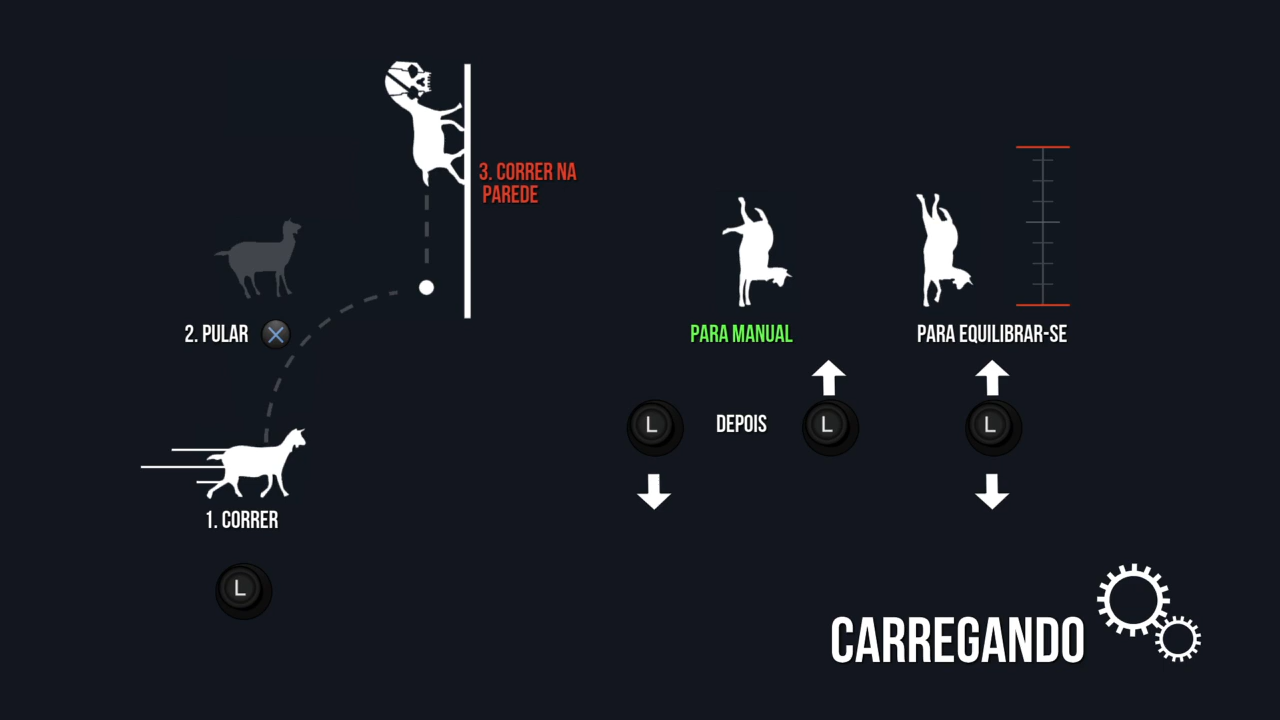 3. CORRER NA
PAREDE
2. PULAR
1. CORRER
L
PARA MANUAL
L
DEPOIS
L
PARA EQUILIBRAR-SE
L
CARREGANDO